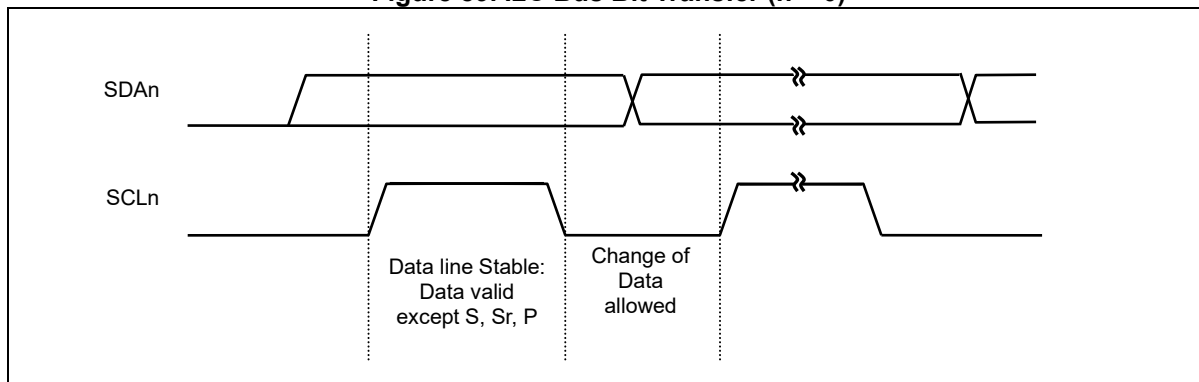 SDAn
SCLn
Data line Stable:
Data valid
except S, Sr, P
Change of
Data
allowed